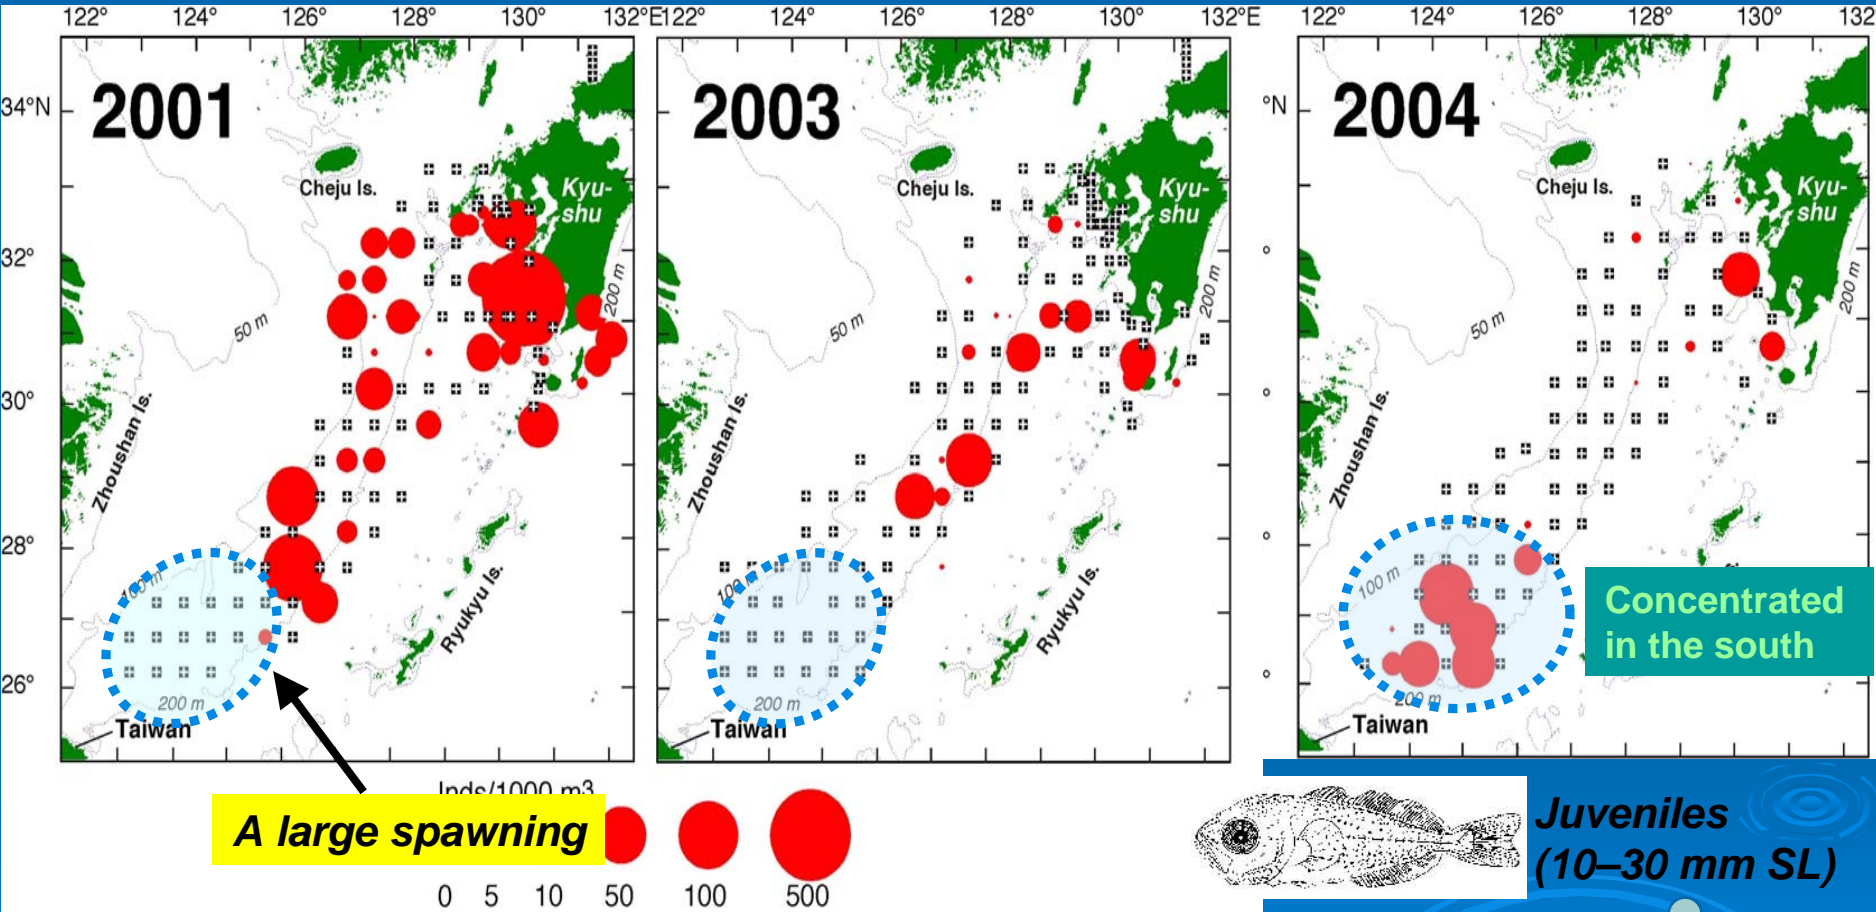 122° 124° 126° 128° 130° 132°E
122° 124° 126° 128° 130° 132°E
122° 124° 126° 128° 130° 132
2001
34°N
32°
30°
28°
26°
Cheju Is.
Kyu-
shu
200 m
50 m
Zhoushan Is.
100 m
Ryukyu Is.
200 m
Taiwan
2003
Cheju Is.
Kyu-
shu
200 m
50 m
Zhoushan Is.
100
Ryukyu Is.
200 m
Taiwan
°N
2004
Cheju Is.
Kyu-
shu
200 m
50 m
Zhoushan Is.
100 m
200 m
Taiwan
Concentrated
in the south
Inds/1000 m3
A large spawning
0 5 10 50 100 500
Juveniles
(10–30 mm SL)